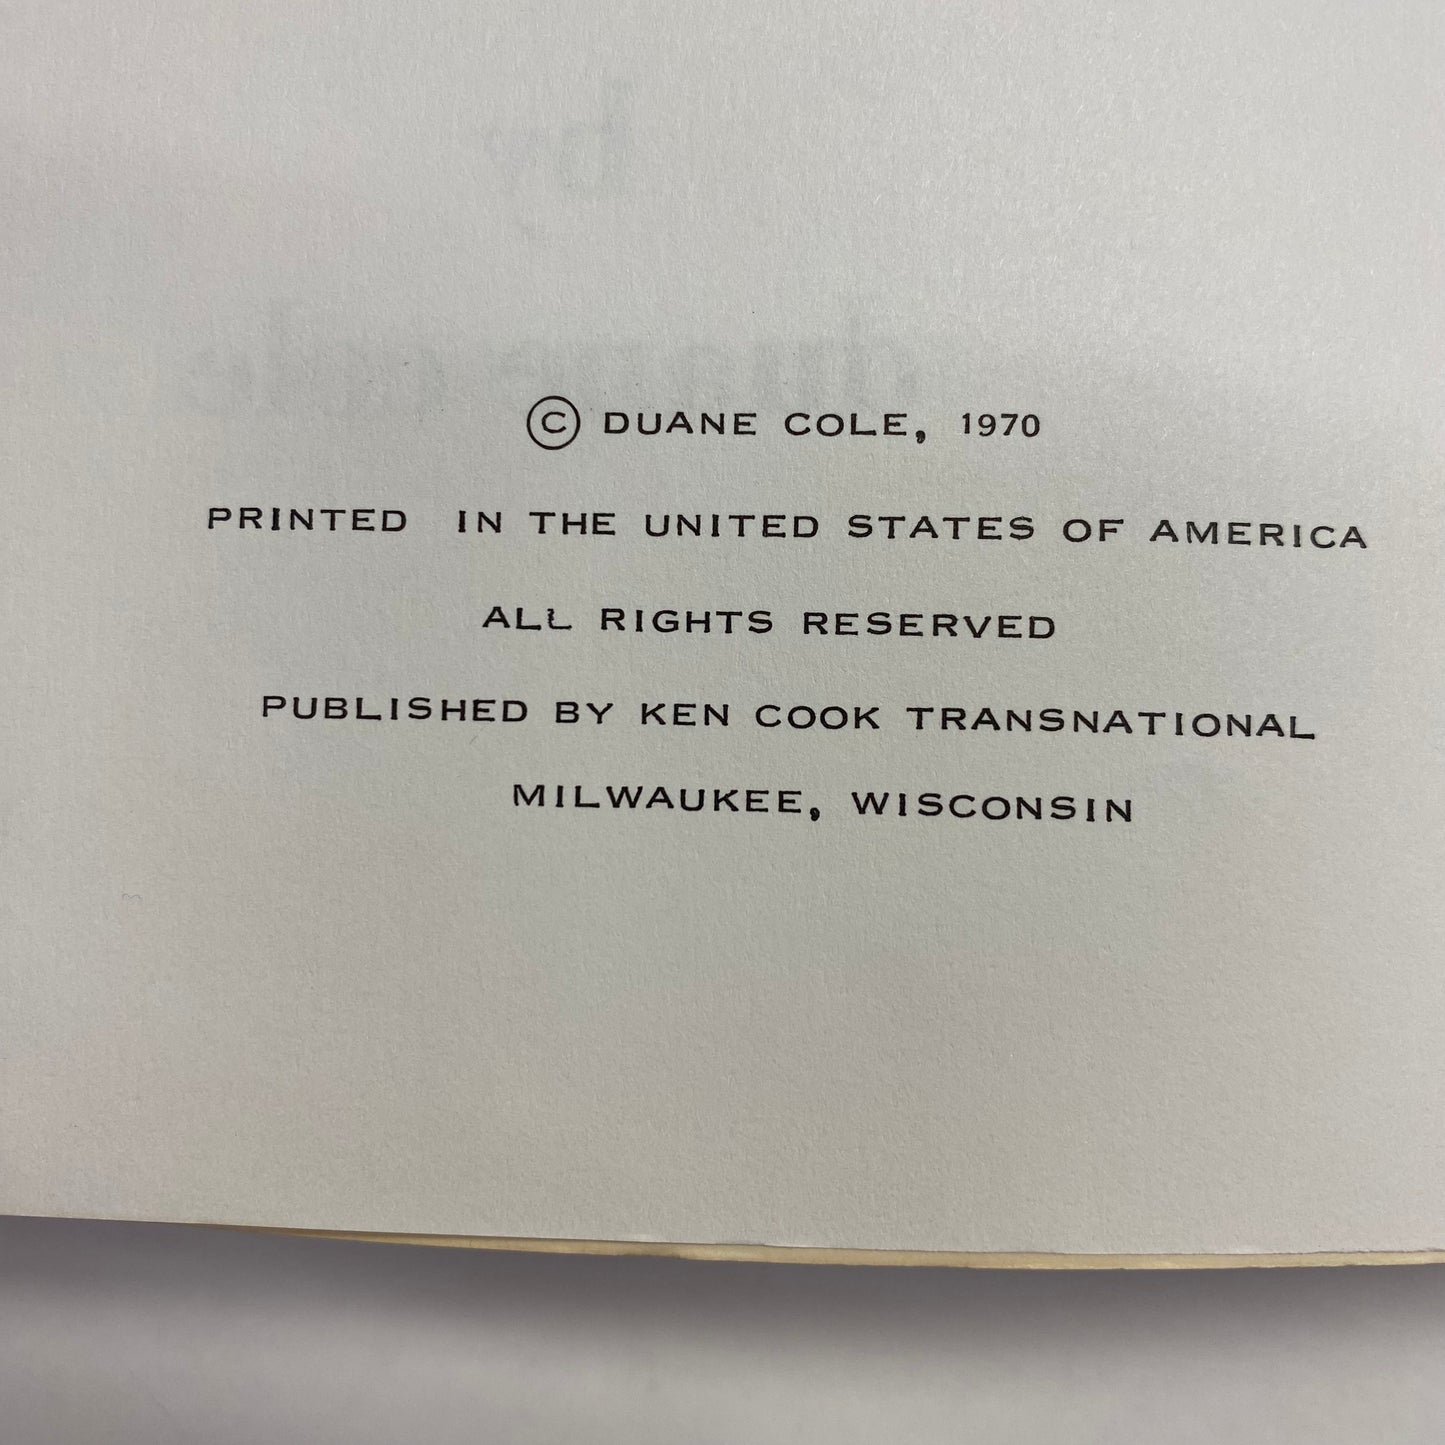 © DUANE COLE, 1970
PRINTED IN THE UNITED STATES OF AMERICA
ALL RIGHTS RESERVED
PUBLISHED BY KEN COOK TRANSNATIONAL
MILWAUKEE, WISCONSIN